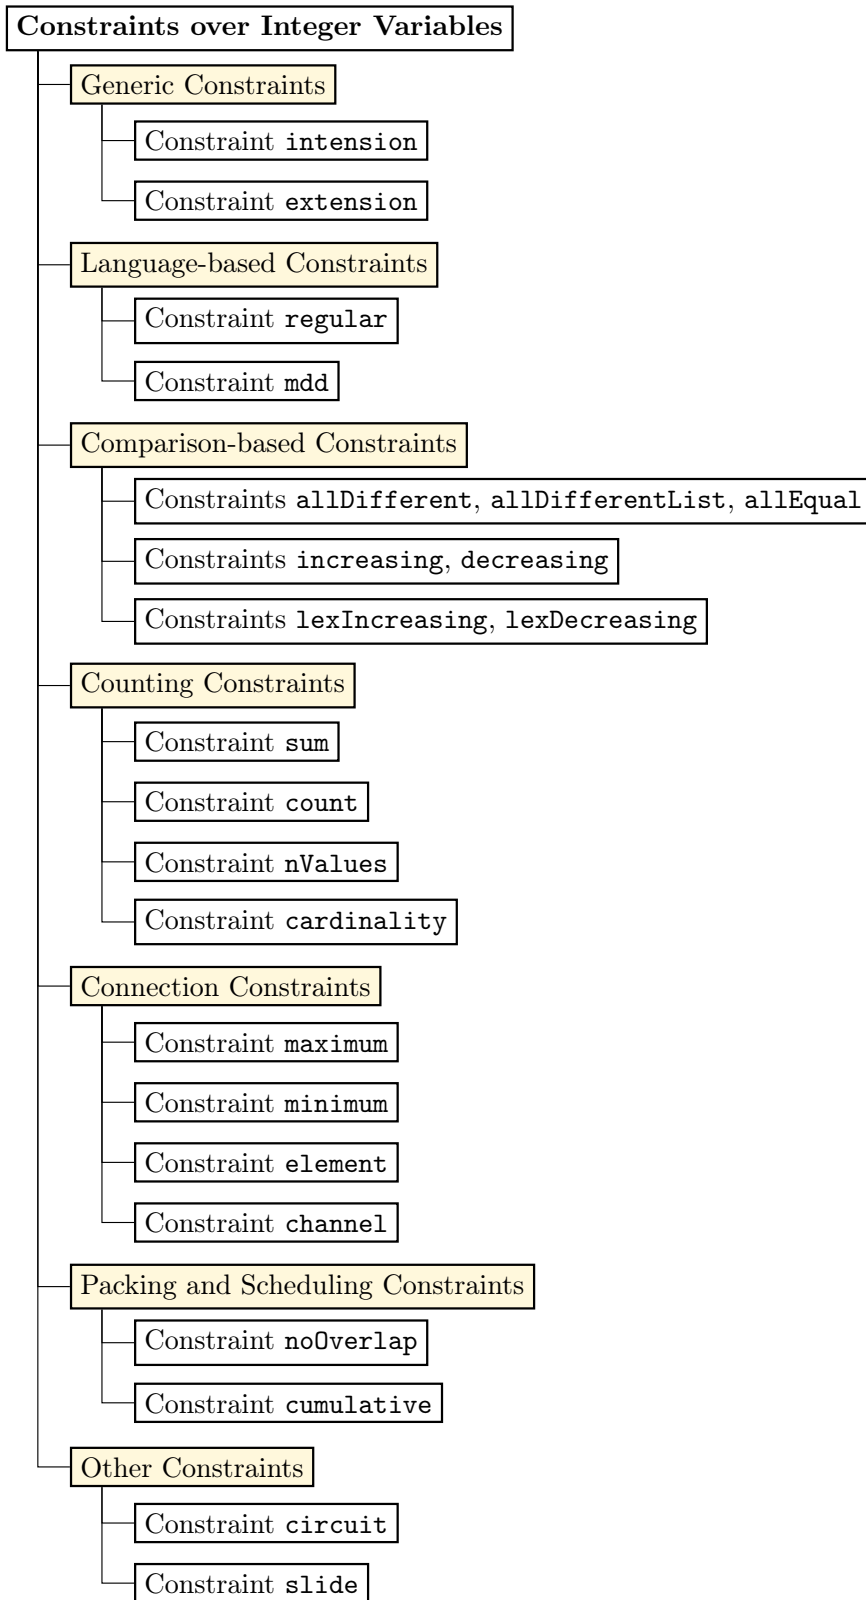 Constraints over Integer Variables
Generic Constraints
Constraint intension
Constraint extension
Language-based Constraints
Constraint regular
Constraint mdd
Comparison-based Constraints
Constraints allDifferent, allDifferentList, allEqual
Constraints increasing, decreasing
Constraints lexIncreasing, lexDecreasing
Counting Constraints
Constraint sum
Constraint count
Constraint nValues
Constraint cardinality
Connection Constraints
Constraint maximum
Constraint minimum
Constraint element
Constraint channel
Packing and Scheduling Constraints
Constraint noOverlap
Constraint cumulative
Other Constraints
Constraint circuit
Constraint slide